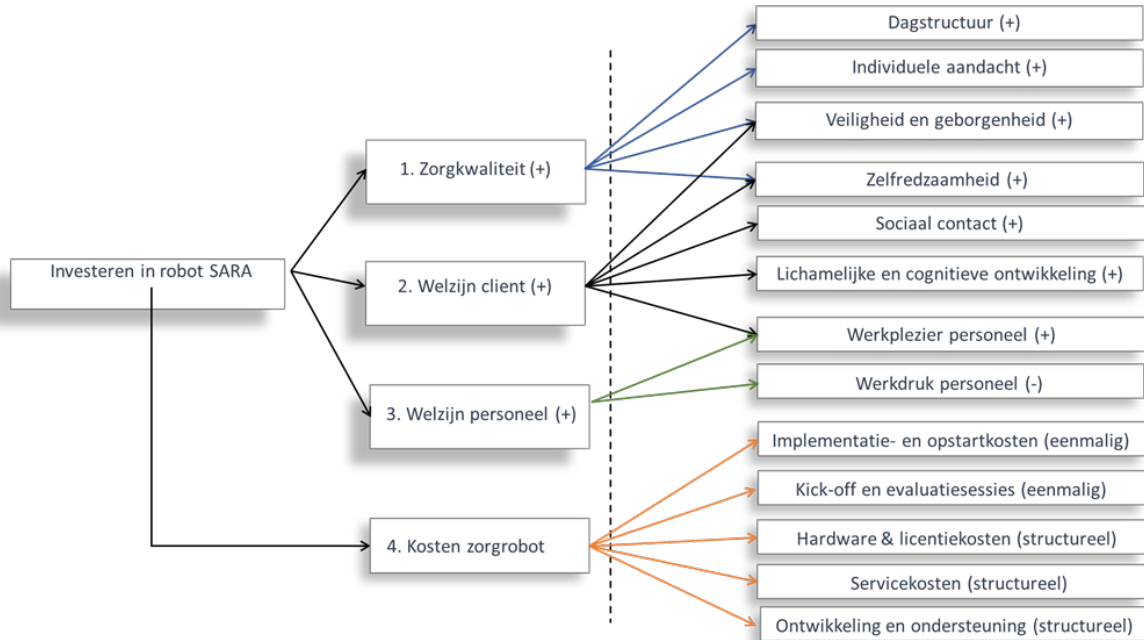 Investeren in robot SARA
1. Zorgkwaliteit (+)
2. Welzijn client (+)
3. Welzijn personeel (+)
4. Kosten zorgrobot
Dagstructuur (+)
Individuele aandacht (+)
Veiligheid en geborgenheid (+)
Zelfredzaamheid (+)
Sociaal contact (+)
Lichamelijke en cognitieve ontwikkeling (+)
Werkplezier personeel (+)
Werkdruk personeel (-)
Implementatie- en opstartkosten (eenmalig)
Kick-off en evaluatiesessies (eenmalig)
Hardware & licentiekosten (structureel)
Servicekosten (structureel)
Ontwikkeling en ondersteuning (structureel)